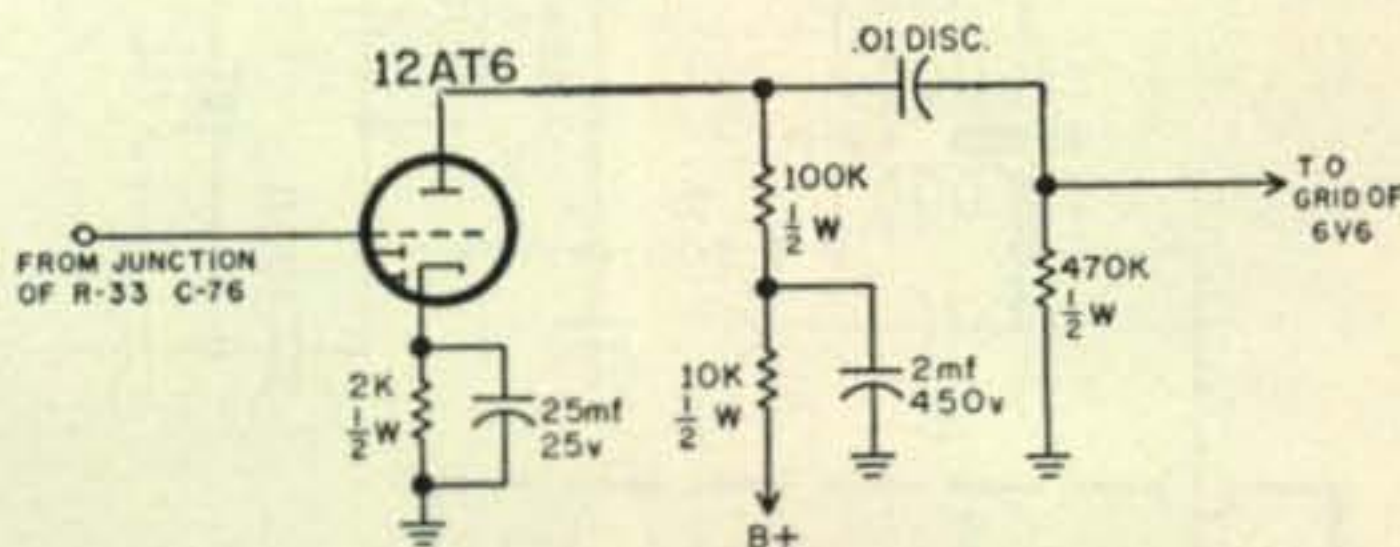 12AT6
.01 DISC.
100K
1/2 W
TO
GRID OF
6V6
FROM JUNCTION
OF R-33 C-76
470K
1/2 W
2K
1/2 W
25mf
25v
10K
1/2 W
2mf
450v
B+